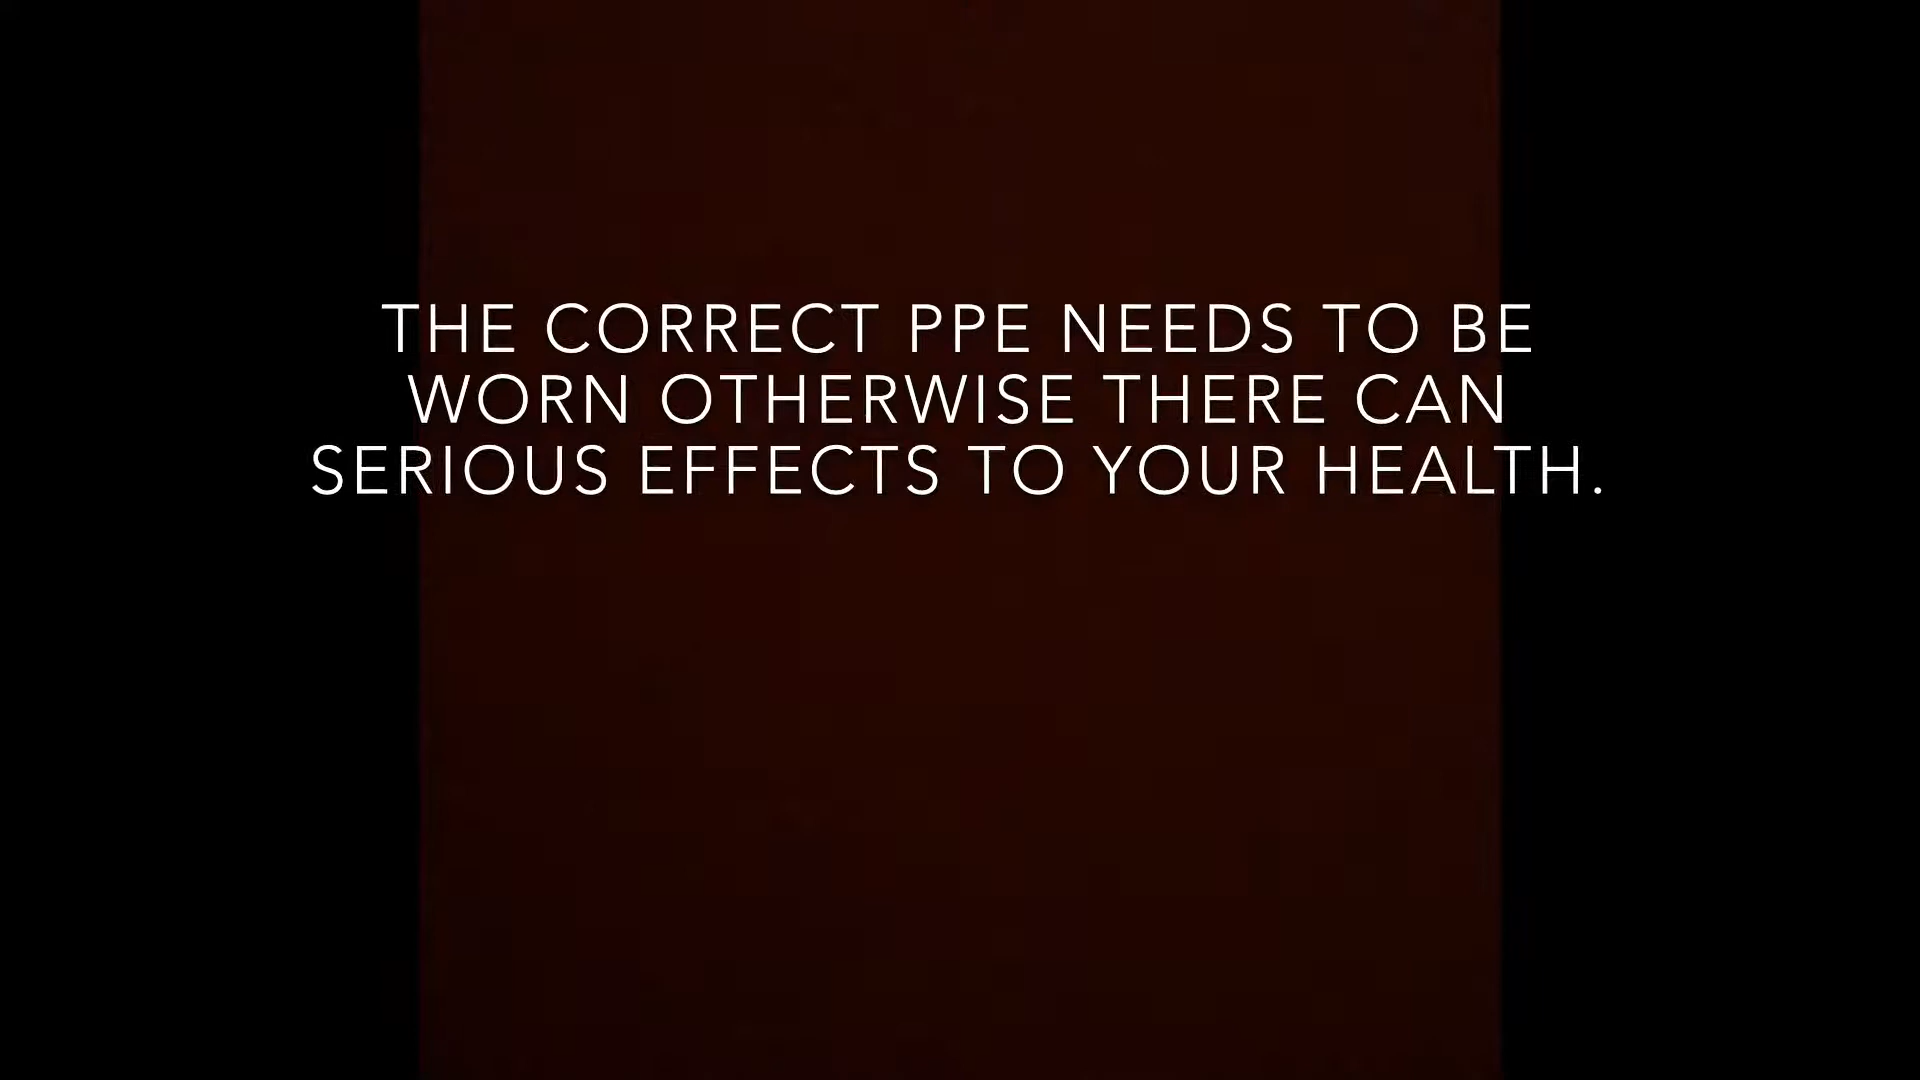 THE CORRECT PPE NEEDS TO BE
WORN OTHERWISE THERE CAN
SERIOUS EFFECTS TO YOUR HEALTH.